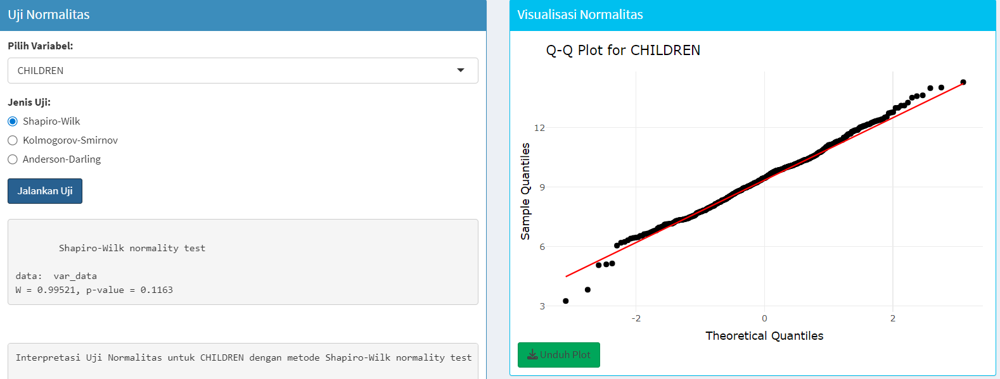 Uji Normalitas
Pilih Variabel:
CHILDREN
Jenis Uji:
Shapiro-Wilk
Kolmogorov-Smirnov
Anderson-Darling
Jalankan Uji
Shapiro-Wilk normality test
data:  var_data
W = 0.99521, p-value = 0.1163
Interpretasi Uji Normalitas untuk CHILDREN dengan metode Shapiro-Wilk normality test
Visualisasi Normalitas
Q-Q Plot for CHILDREN
Sample Quantiles
12
9
6
3
-2
0
2
Theoretical Quantiles
Unduh Plot